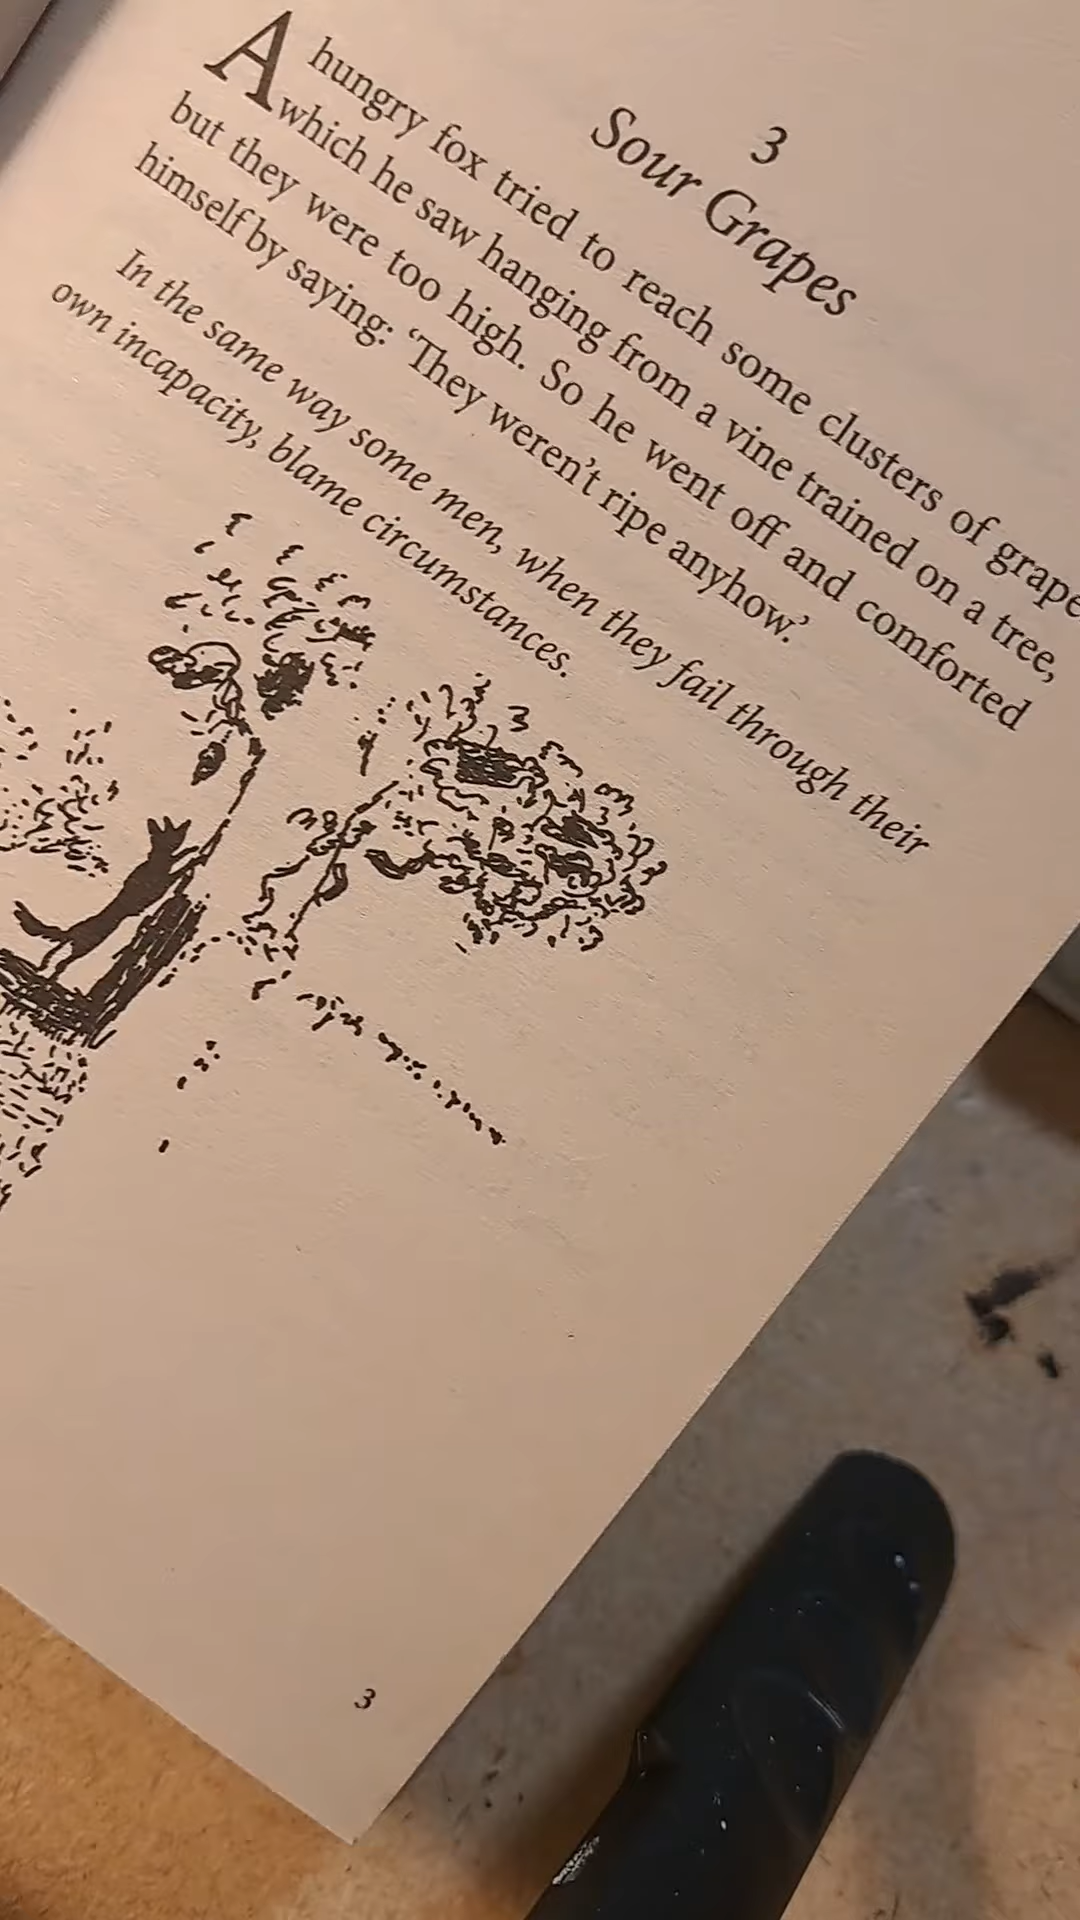 3
Sour Grapes
A hungry fox tried to reach some clusters of grape
which he saw hanging from a vine trained on a tree,
but they were too high. So he went off and comforted
himself by saying: ‘They weren’t ripe anyhow.’
In the same way some men, when they fail through their
own incapacity, blame circumstances.
3